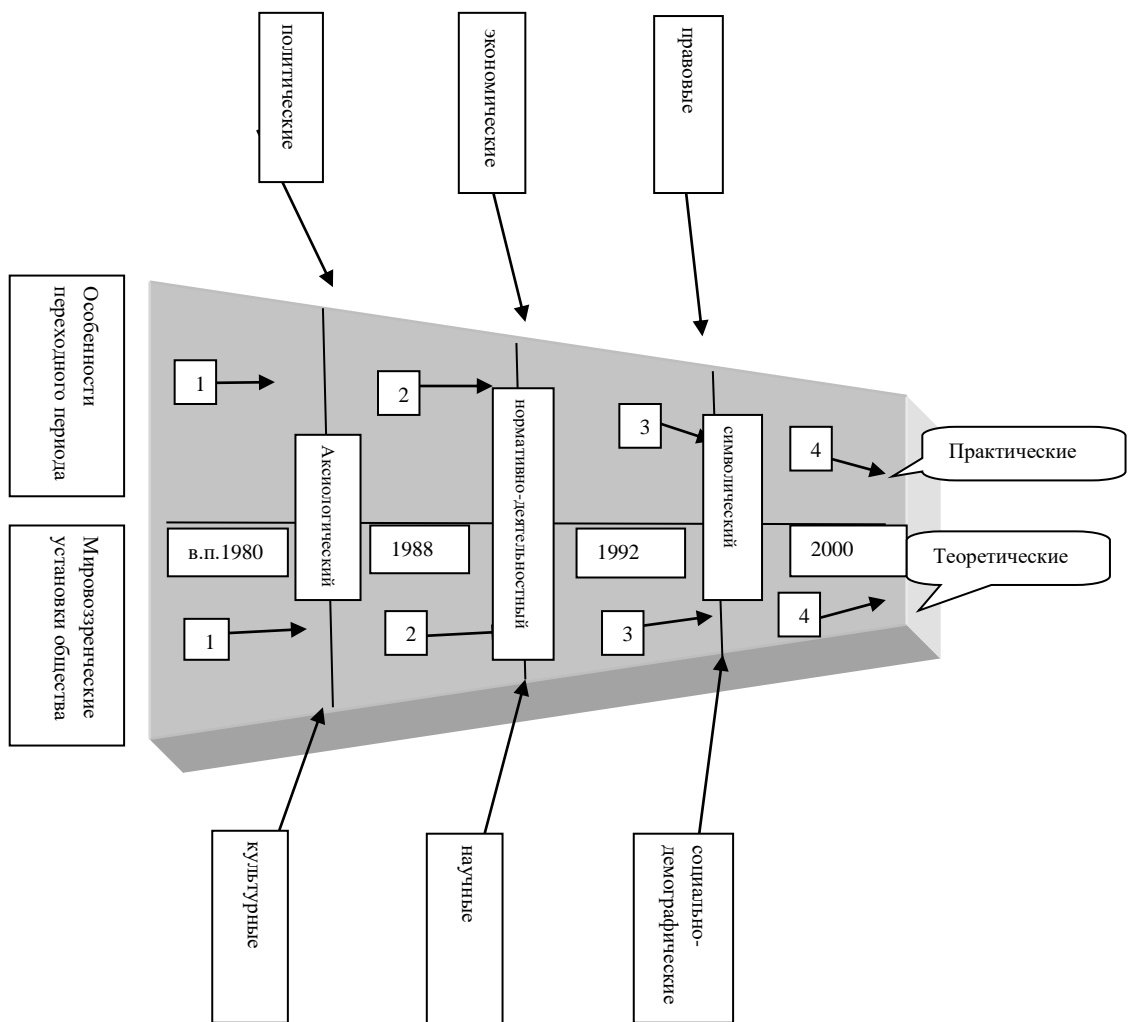 политические
экономические
правовые
Особенности
переходного периода
1
2
3
4
Практические
Аксиологический
нормативно-деятельностный
символический
в.п.1980
1988
1992
2000
Теоретические
Мировоззренческие
установки общества
1
2
3
4
культурные
научные
социально-
демографические